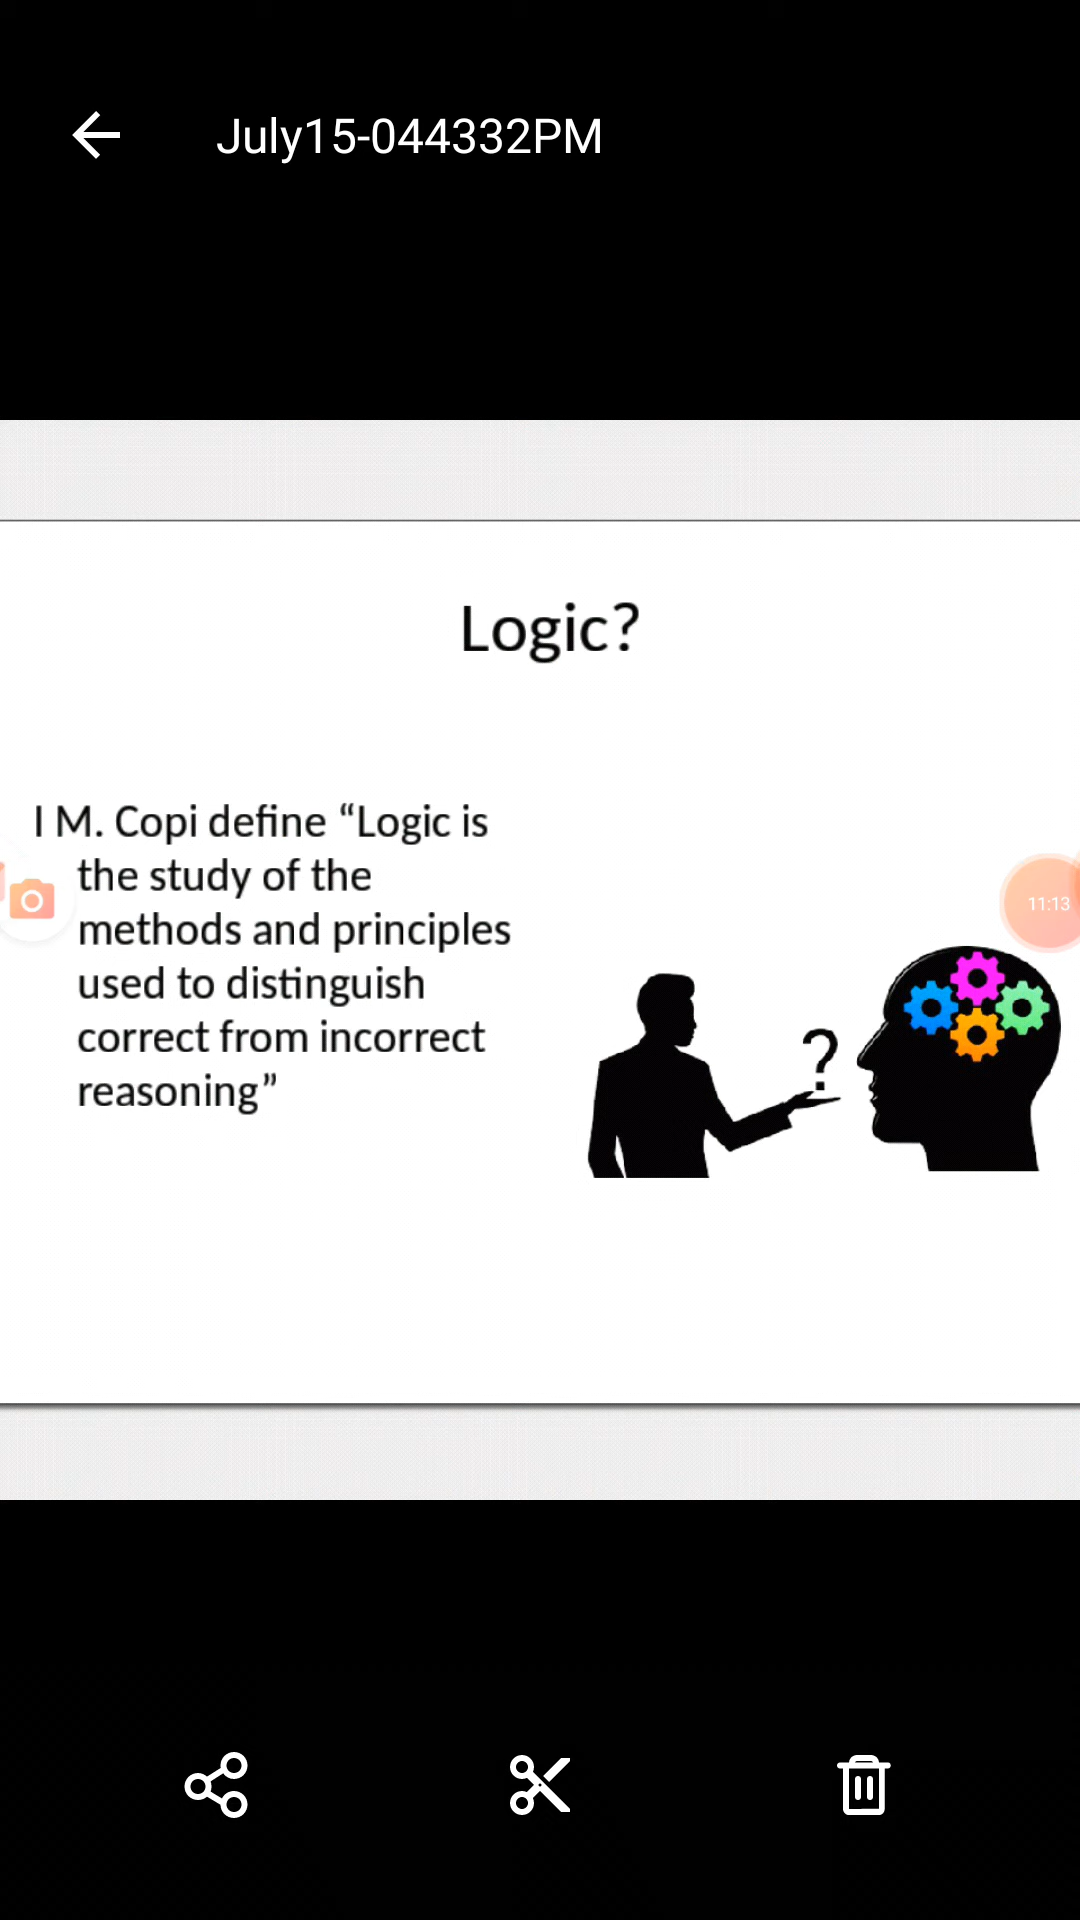 July15-044332PM
Logic?
I M. Copi define “Logic is
the study of the
methods and principles
used to distinguish
correct from incorrect
reasoning”
11:13
?